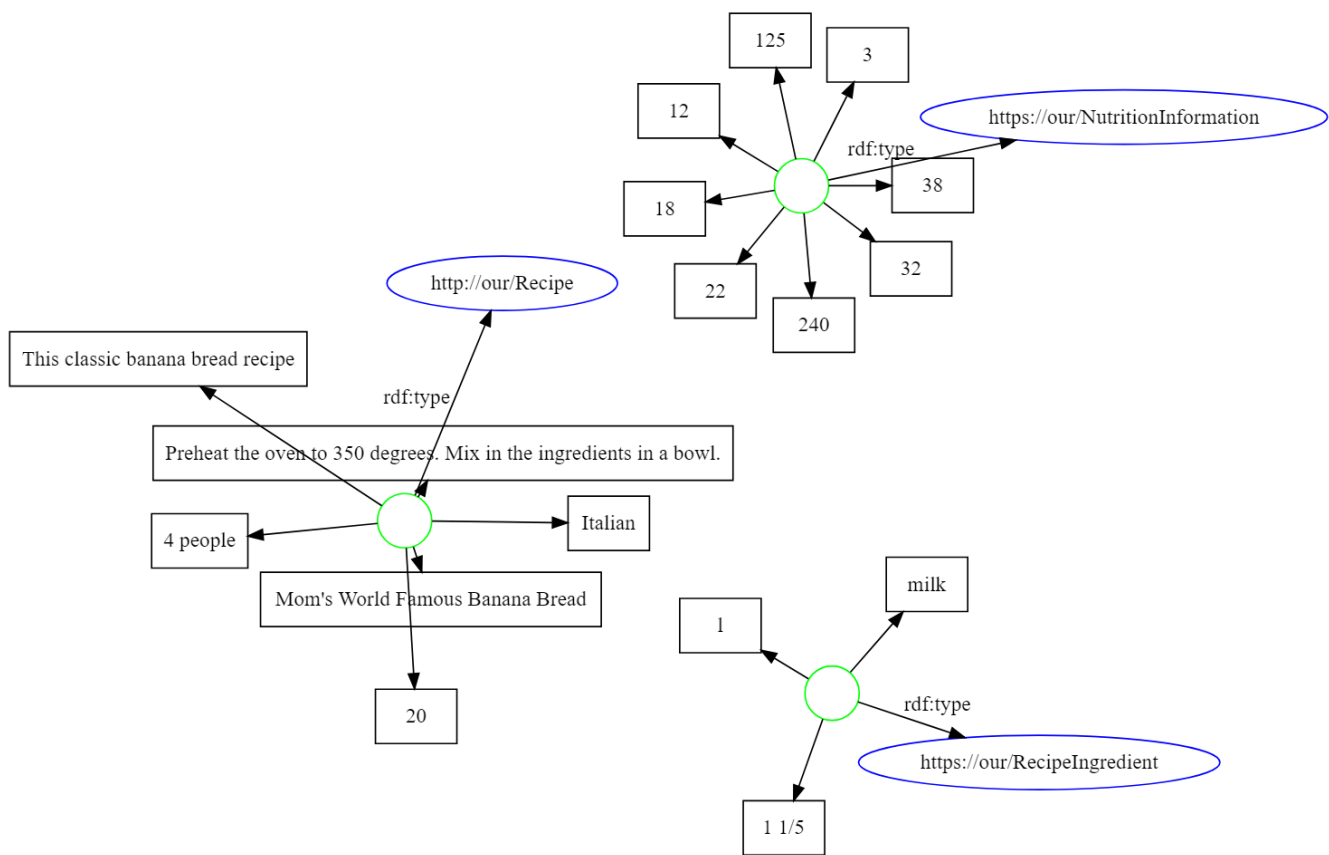 125
3
12
https://our/NutritionInformation
rdf:type
18
38
22
32
240
http://our/Recipe
This classic banana bread recipe
rdf:type
Preheat the oven to 350 degrees. Mix in the ingredients in a bowl.
4 people
Italian
Mom's World Famous Banana Bread
20
milk
1
rdf:type
https://our/RecipeIngredient
1 1/5